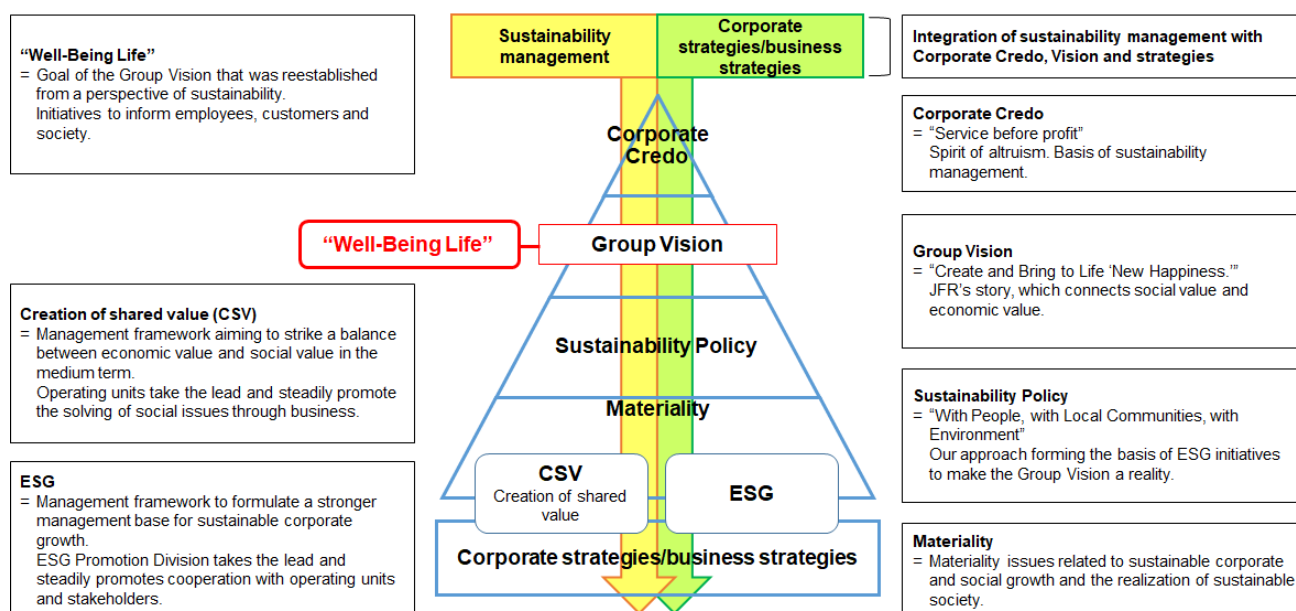 “Well-Being Life”
= Goal of the Group Vision that was reestablished
from a perspective of sustainability.
Initiatives to inform employees, customers and
society.
Creation of shared value (CSV)
= Management framework aiming to strike a balance
between economic value and social value in the
medium term.
Operating units take the lead and steadily promote
the solving of social issues through business.
ESG
= Management framework to formulate a stronger
management base for sustainable corporate
growth.
ESG Promotion Division takes the lead and
steadily promotes cooperation with operating units
and stakeholders.
Sustainability
management
Corporate
strategies/business
strategies
Corporate
Credo
“Well-Being Life”
Group Vision
Sustainability Policy
Materiality
CSV
Creation of shared
value
ESG
Corporate strategies/business strategies
Integration of sustainability management with
Corporate Credo, Vision and strategies
Corporate Credo
= “Service before profit”
Spirit of altruism. Basis of sustainability
management.
Group Vision
= “Create and Bring to Life ‘New Happiness.’”
JFR’s story, which connects social value and
economic value.
Sustainability Policy
= “With People, with Local Communities, with
Environment”
Our approach forming the basis of ESG initiatives
to make the Group Vision a reality.
Materiality
= Materiality issues related to sustainable corporate
and social growth and the realization of sustainable
society.